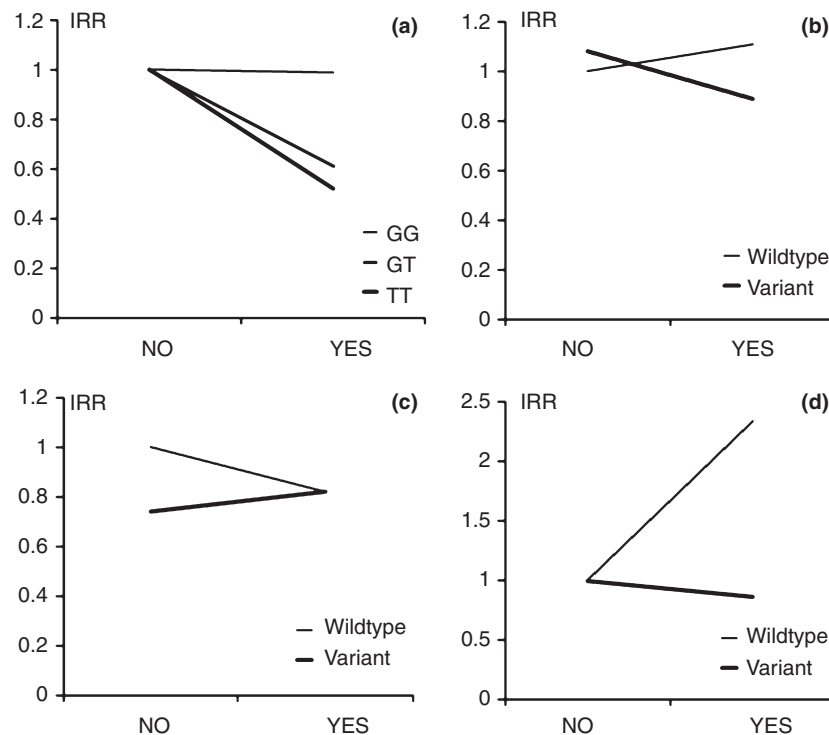 IRR
(a)
1.2
1
0.8
0.6
0.4
0.2
0
GG
GT
TT
NO YES
IRR
(b)
1.2
1
0.8
0.6
0.4
0.2
0
Wildtype
Variant
NO YES
IRR
(c)
1.2
1
0.8
0.6
0.4
0.2
0
Wildtype
Variant
NO YES
IRR
(d)
2.5
2
1.5
1
0.5
0
Wildtype
Variant
NO YES